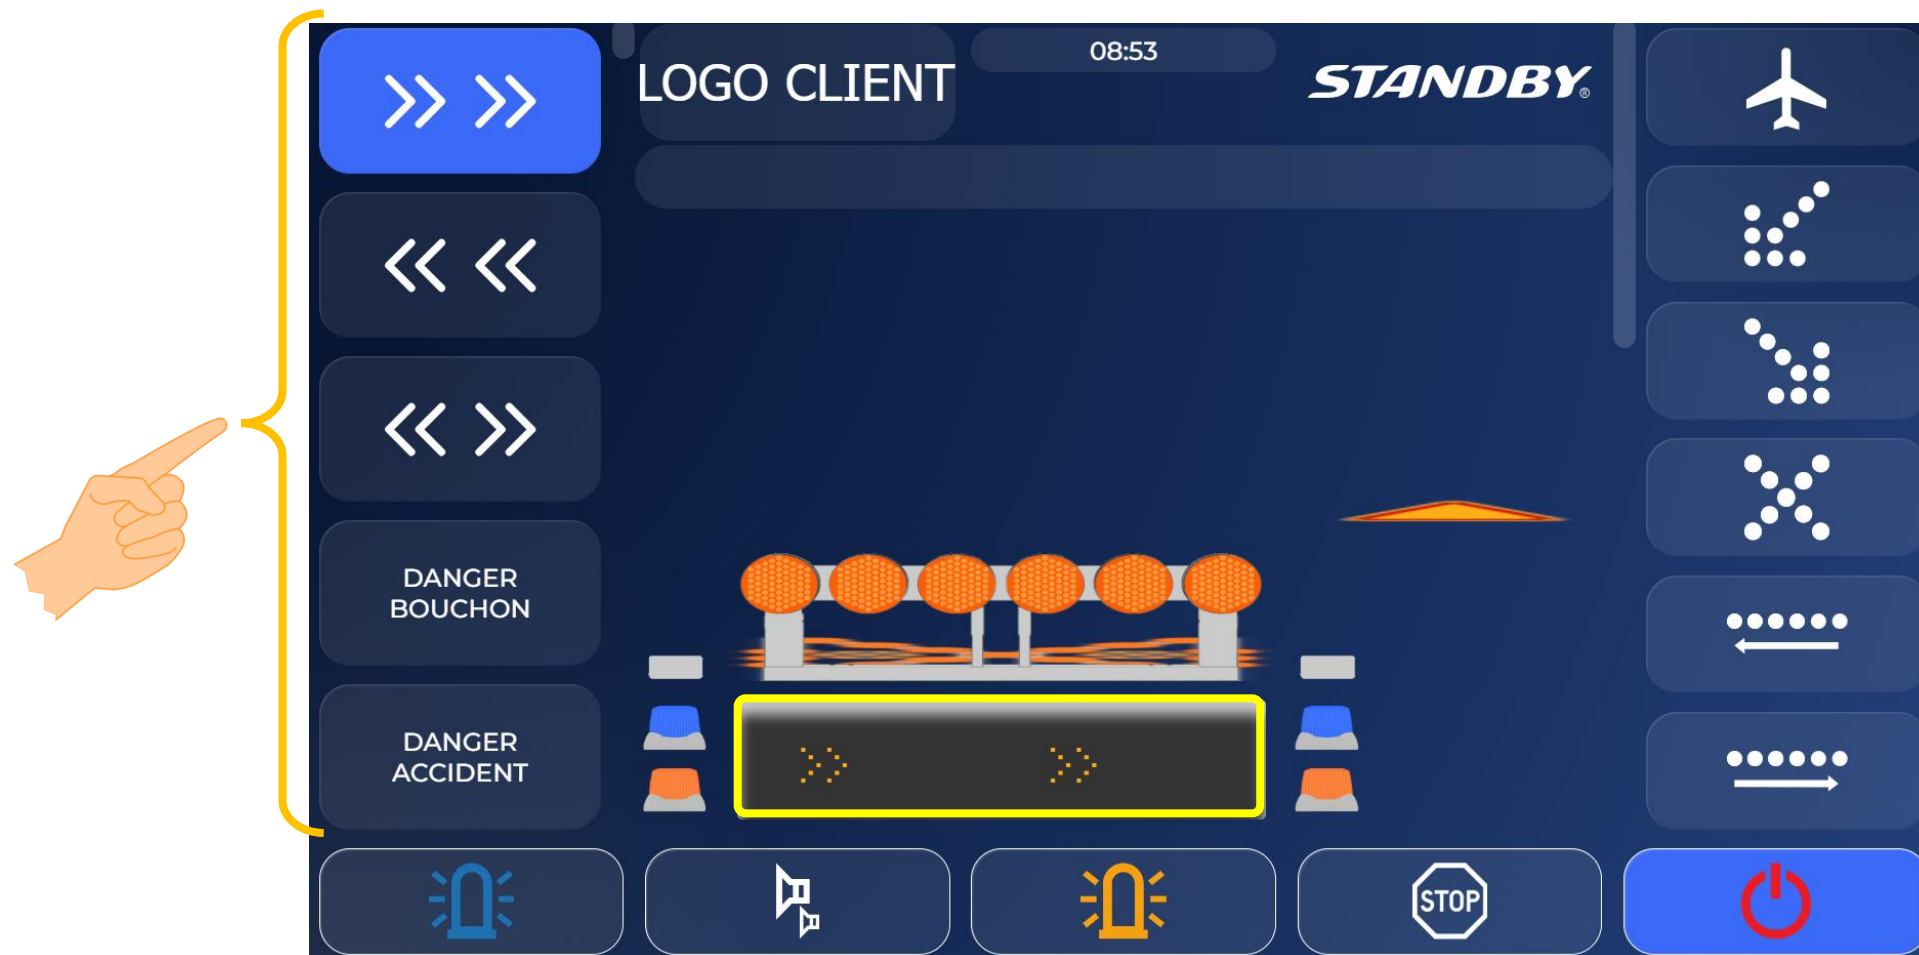 LOGO CLIENT
08:53
STANDBY®
DANGER
BOUCHON
DANGER
ACCIDENT
STOP